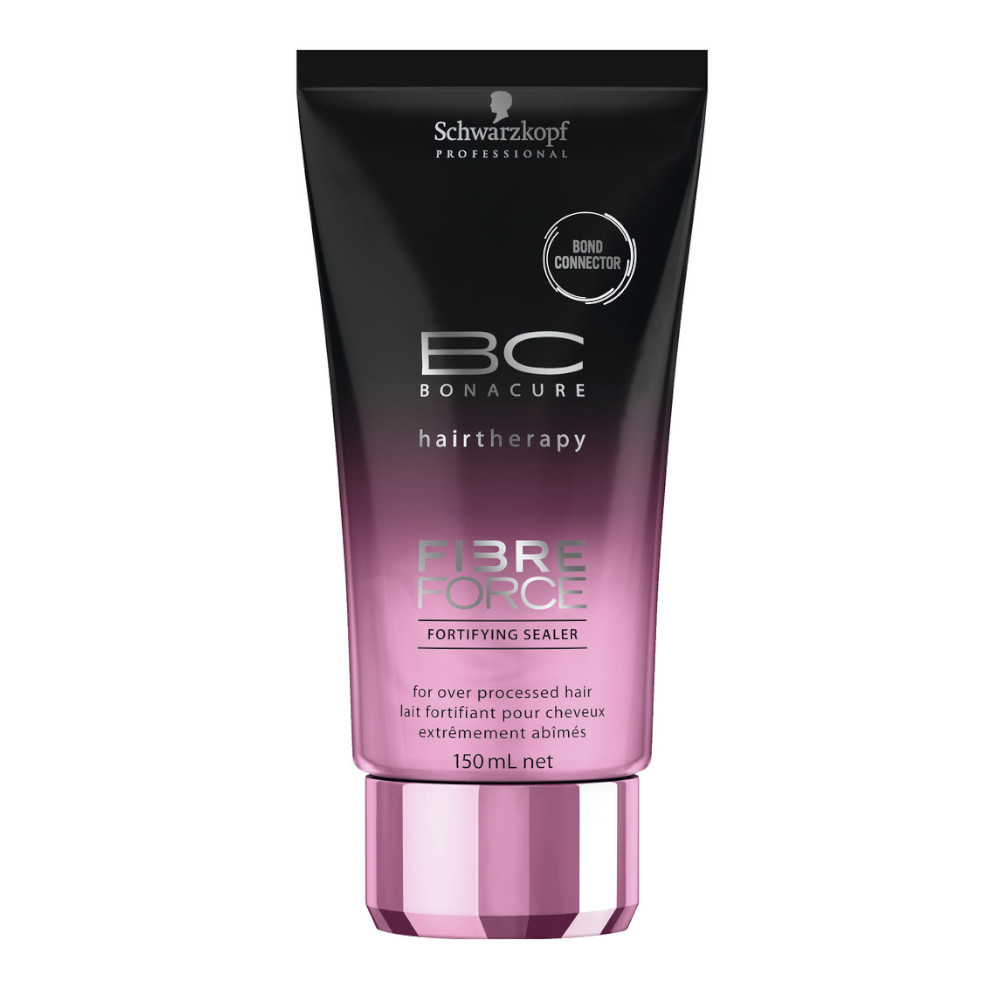 Schwarzkopf
PROFESSIONAL
BOND
CONNECTOR
BC
BONACURE
hairtherapy
FIBRE
FORCE
FORTIFYING SEALER
for over processed hair
lait fortifiant pour cheveux
extrêmement abîmés
150 mL net